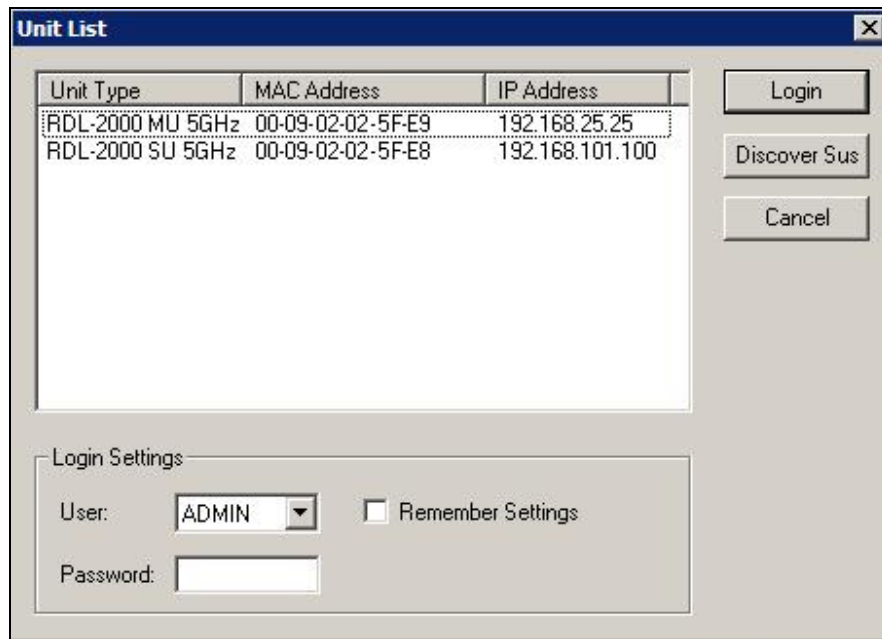 Unit List
Unit Type MAC Address IP Address
RDL-2000 MU 5GHz 00-09-02-02-5F-E9 192.168.25.25
RDL-2000 SU 5GHz 00-09-02-02-5F-E8 192.168.101.100
Login
Discover Sus
Cancel
Login Settings
User: ADMIN Remember Settings
Password: